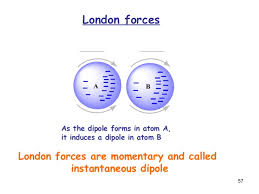 London forces
A B
As the dipole forms in atom A,
it induces a dipole in atom B
London forces are momentary and called
instantaneous dipole
57